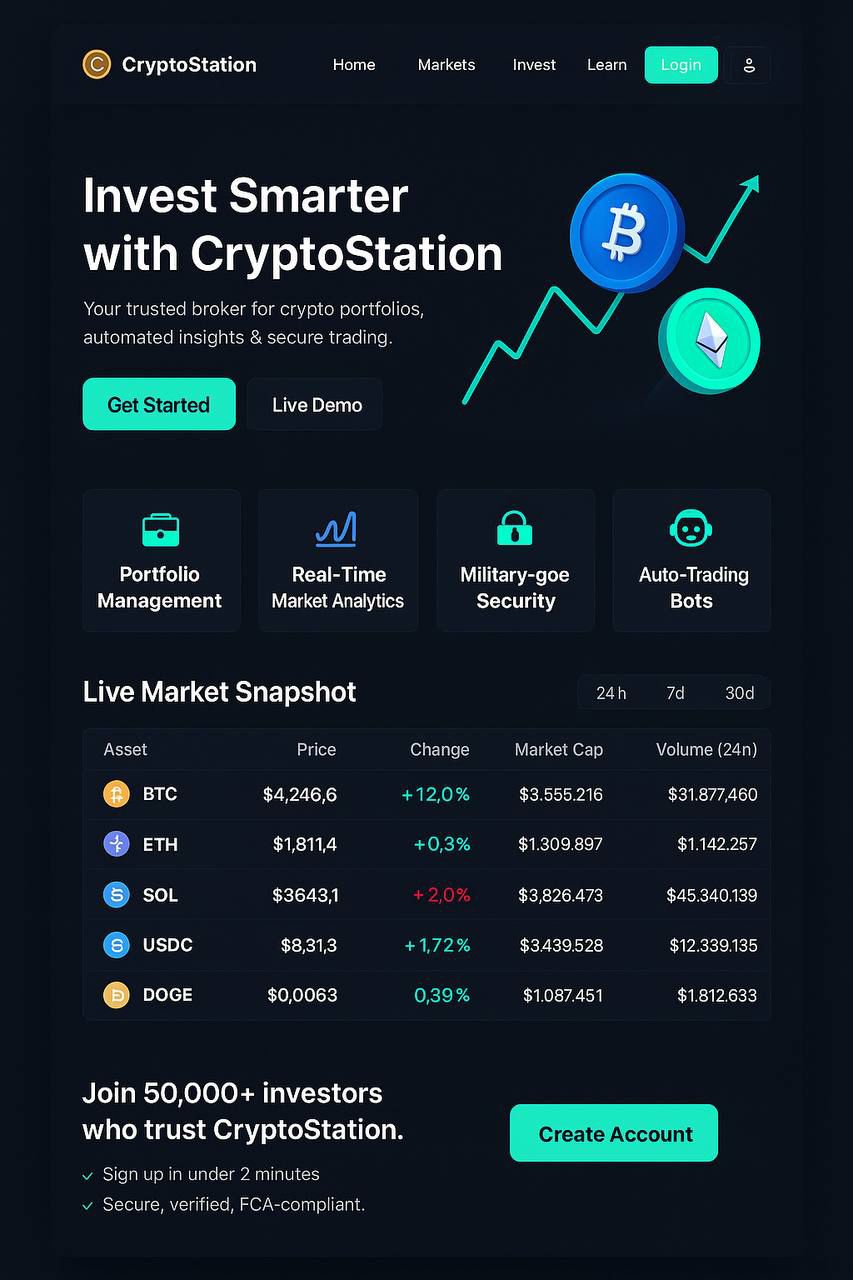 CryptoStation
Home Markets Invest Learn Login
Invest Smarter
with CryptoStation
Your trusted broker for crypto portfolios,
automated insights & secure trading.
Get Started Live Demo
Portfolio
Management
Real-Time
Market Analytics
Military-goe
Security
Auto-Trading
Bots
Live Market Snapshot
24 h 7d 30d
Asset Price Change Market Cap Volume (24n)
BTC $4,246,6 +12,0% $3.555.216 $31.877,460
ETH $1,811,4 +0,3% $1.309.897 $1.142.257
SOL $3643,1 + 2,0% $3,826.473 $45.340.139
USDC $8,31,3 +1,72% $3.439.528 $12.339.135
DOGE $0,0063 0,39% $1.087.451 $1.812.633
Join 50,000+ investors
who trust CryptoStation.
Create Account
Sign up in under 2 minutes
Secure, verified, FCA-compliant.